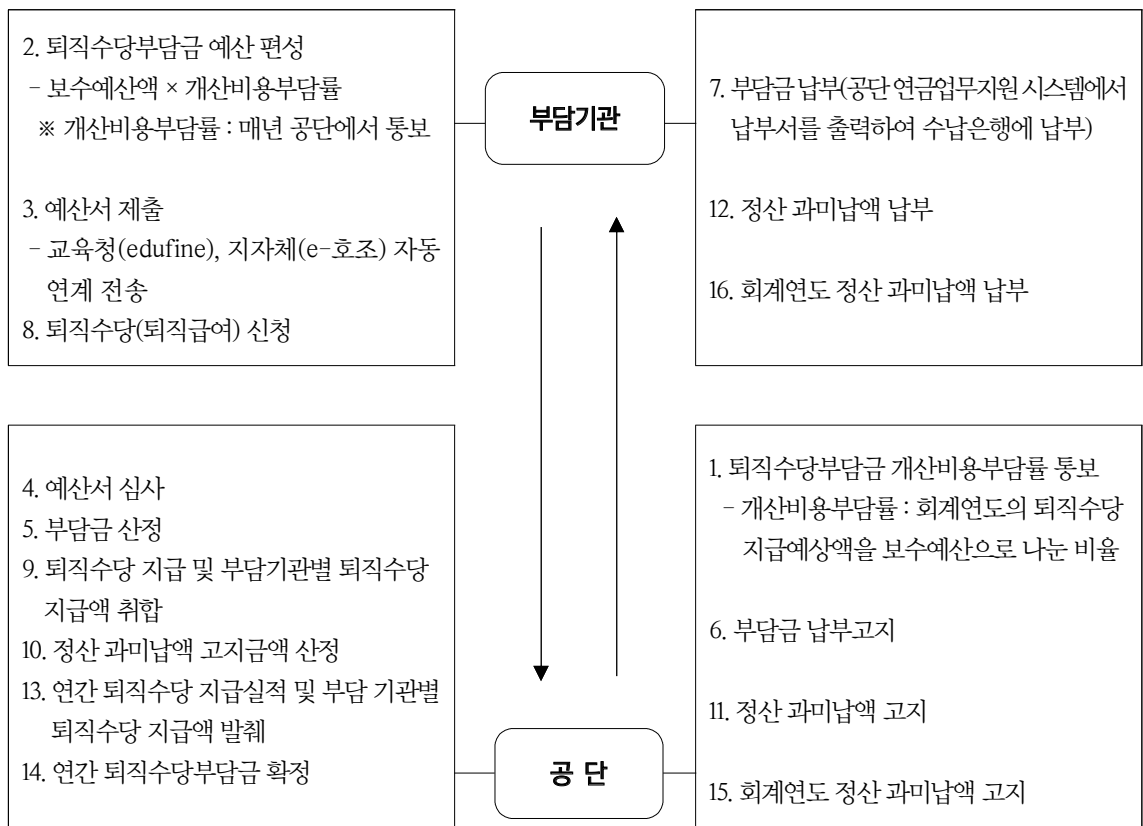 2. 퇴직수당부담금 예산 편성
- 보수예산액 × 개산비용부담률
※ 개산비용부담률 : 매년 공단에서 통보
3. 예산서 제출
- 교육청(edufine), 지자체(e-호조) 자동
연계 전송
8. 퇴직수당(퇴직급여) 신청
부담기관
7. 부담금 납부(공단 연금업무지원 시스템에서
납부서를 출력하여 수납은행에 납부)
12. 정산 과미납액 납부
16. 회계연도 정산 과미납액 납부
4. 예산서 심사
5. 부담금 산정
9. 퇴직수당 지급 및 부담기관별 퇴직수당
지급액 취합
10. 정산 과미납액 고지금액 산정
13. 연간 퇴직수당 지급실적 및 부담 기관별
퇴직수당 지급액 발췌
14. 연간 퇴직수당부담금 확정
공 단
1. 퇴직수당부담금 개산비용부담률 통보
- 개산비용부담률 : 회계연도의 퇴직수당
지급예상액을 보수예산으로 나눈 비율
6. 부담금 납부고지
11. 정산 과미납액 고지
15. 회계연도 정산 과미납액 고지